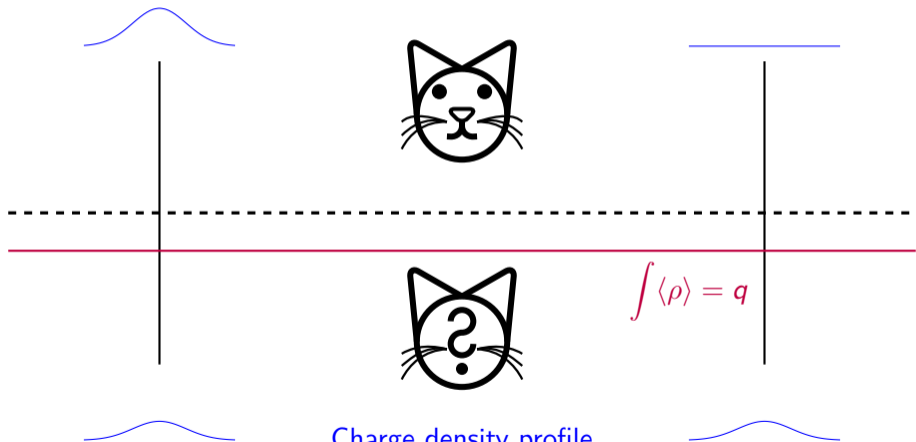 ∫⟨ρ⟩ = q
?
Charge density profile